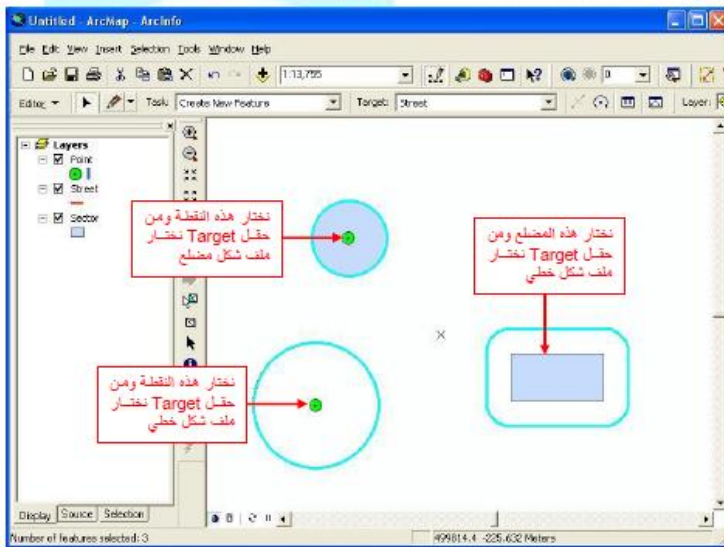 Untitled - ArcMap - ArcInfo
File Edit View Insert Selection Tools Window Help
1:13,755
Editor Task: Create New Feature Target: Street Layer:
Layers
Point
Street
Sector
نختار هذه النقطة ومن
حقل Target نختار
ملف شكل مضلع
نختار هذه المضلع ومن
حقل Target نختار
ملف شكل خطي
نختار هذه النقطة ومن
حقل Target نختار
ملف شكل خطي
Display Source Selection
Number of features selected: 3
499814.4 -225.632 Meters